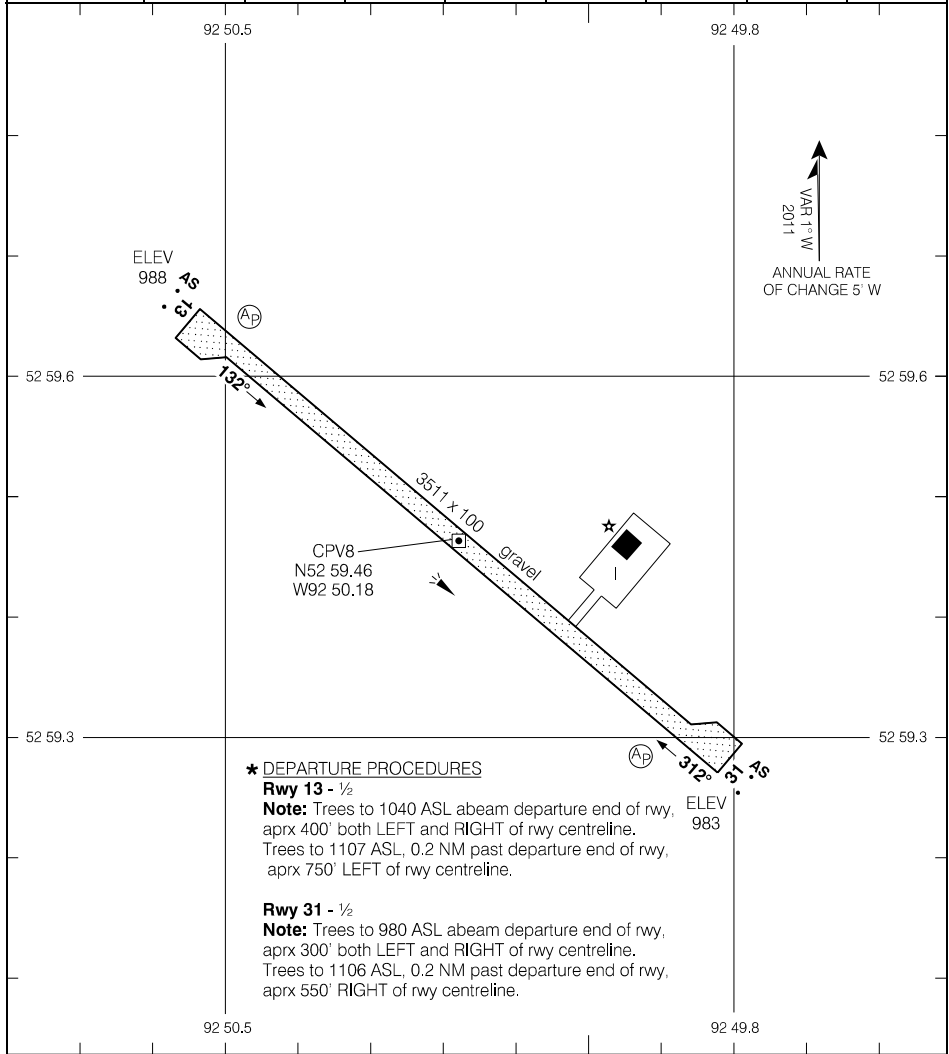 92 50.5
92 49.8
VAR 1° W
2011
ANNUAL RATE
OF CHANGE 5' W
ELEV
988
AS
13
AP
52 59.6
52 59.6
132°
3511 x 100
gravel
CPV8
N52 59.46
W92 50.18
I
52 59.3
52 59.3
AP
312°
31
AS
ELEV
983
* DEPARTURE PROCEDURES
Rwy 13 - ½
Note: Trees to 1040 ASL abeam departure end of rwy,
aprx 400' both LEFT and RIGHT of rwy centreline.
Trees to 1107 ASL, 0.2 NM past departure end of rwy,
aprx 750' LEFT of rwy centreline.
Rwy 31 - ½
Note: Trees to 980 ASL abeam departure end of rwy,
aprx 300' both LEFT and RIGHT of rwy centreline.
Trees to 1106 ASL, 0.2 NM past departure end of rwy,
aprx 550' RIGHT of rwy centreline.
92 50.5
92 49.8